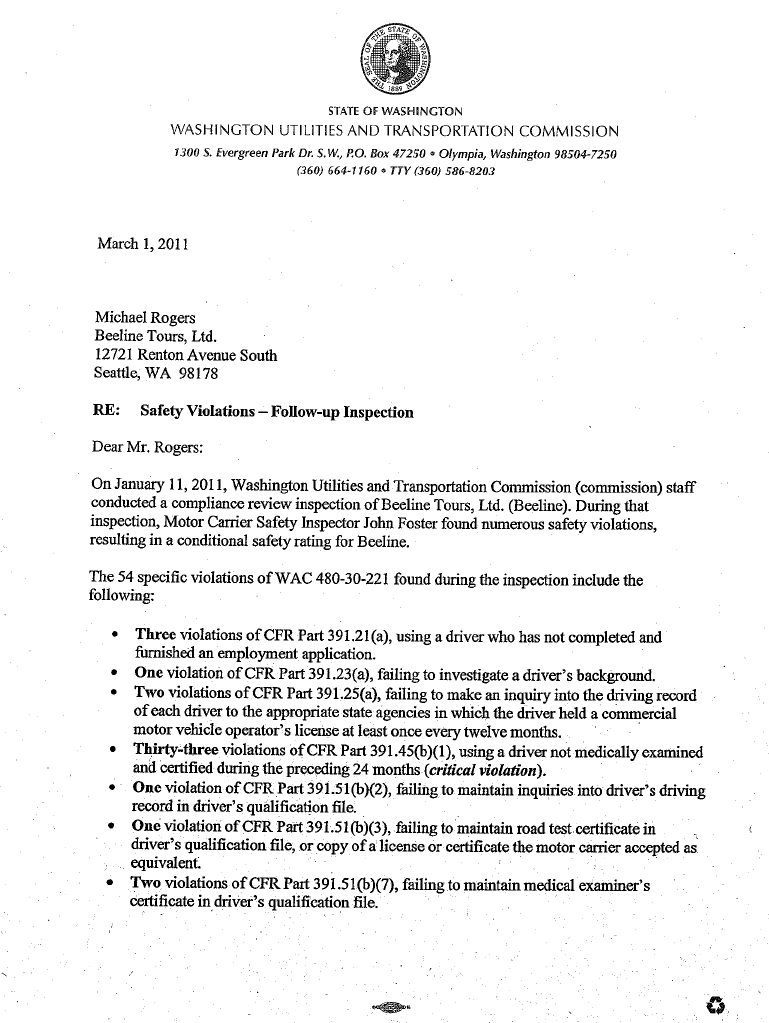 THE SEAL OF THE STATE OF WASHINGTON
1889
STATE OF WASHINGTON
WASHINGTON UTILITIES AND TRANSPORTATION COMMISSION
1300 S. Evergreen Park Dr. S.W., P.O. Box 47250 • Olympia, Washington 98504-7250
(360) 664-1160 • TTY (360) 586-8203
March 1, 2011
Michael Rogers
Beeline Tours, Ltd.
12721 Renton Avenue South
Seattle, WA 98178
RE: Safety Violations – Follow-up Inspection
Dear Mr. Rogers:
On January 11, 2011, Washington Utilities and Transportation Commission (commission) staff
conducted a compliance review inspection of Beeline Tours, Ltd. (Beeline). During that
inspection, Motor Carrier Safety Inspector John Foster found numerous safety violations,
resulting in a conditional safety rating for Beeline.
The 54 specific violations of WAC 480-30-221 found during the inspection include the
following:
• Three violations of CFR Part 391.21(a), using a driver who has not completed and
furnished an employment application.
• One violation of CFR Part 391.23(a), failing to investigate a driver's background.
• Two violations of CFR Part 391.25(a), failing to make an inquiry into the driving record
of each driver to the appropriate state agencies in which the driver held a commercial
motor vehicle operator's license at least once every twelve months.
• Thirty-three violations of CFR Part 391.45(b)(1), using a driver not medically examined
and certified during the preceding 24 months (critical violation).
• One violation of CFR Part 391.51(b)(2), failing to maintain inquiries into driver's driving
record in driver's qualification file.
• One violation of CFR Part 391.51(b)(3), failing to maintain road test certificate in
driver's qualification file, or copy of a license or certificate the motor carrier accepted as
equivalent.
• Two violations of CFR Part 391.51(b)(7), failing to maintain medical examiner's
certificate in driver's qualification file.